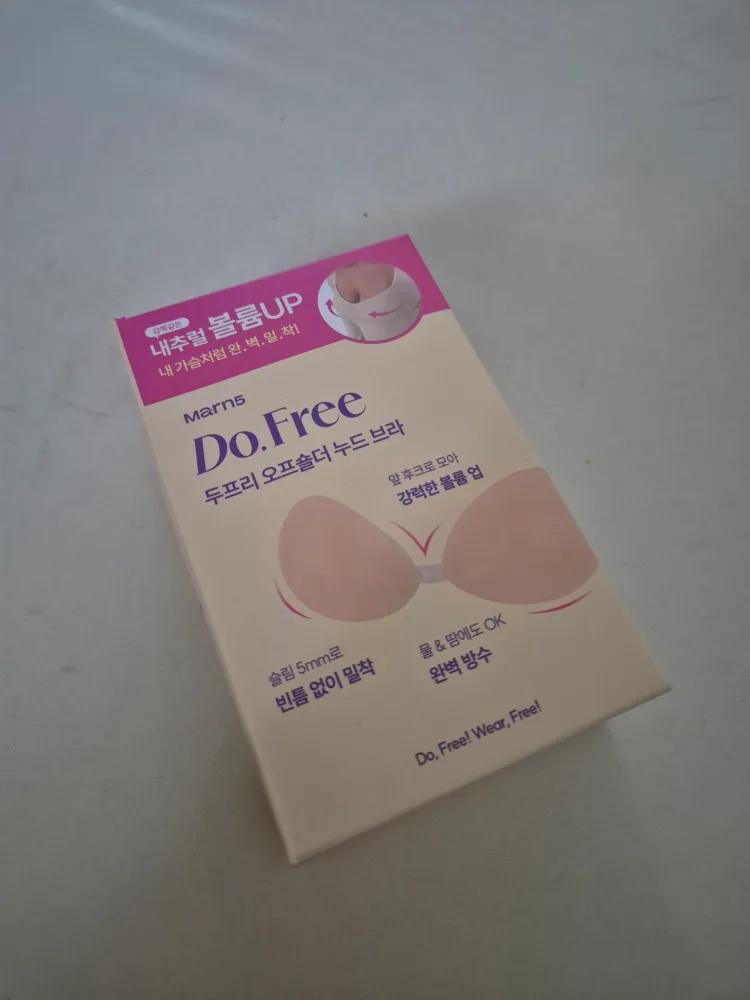 감쪽같은
내추럴 볼륨UP
내 가슴처럼 완.벽.밀.착!
Marn5
Do.Free
두프리 오프숄더 누드 브라
앞 후크로 모아
강력한 볼륨 업
슬림 5mm로
빈틈 없이 밀착
물 & 땀에도 OK
완벽 방수
Do, Free! Wear, Free!